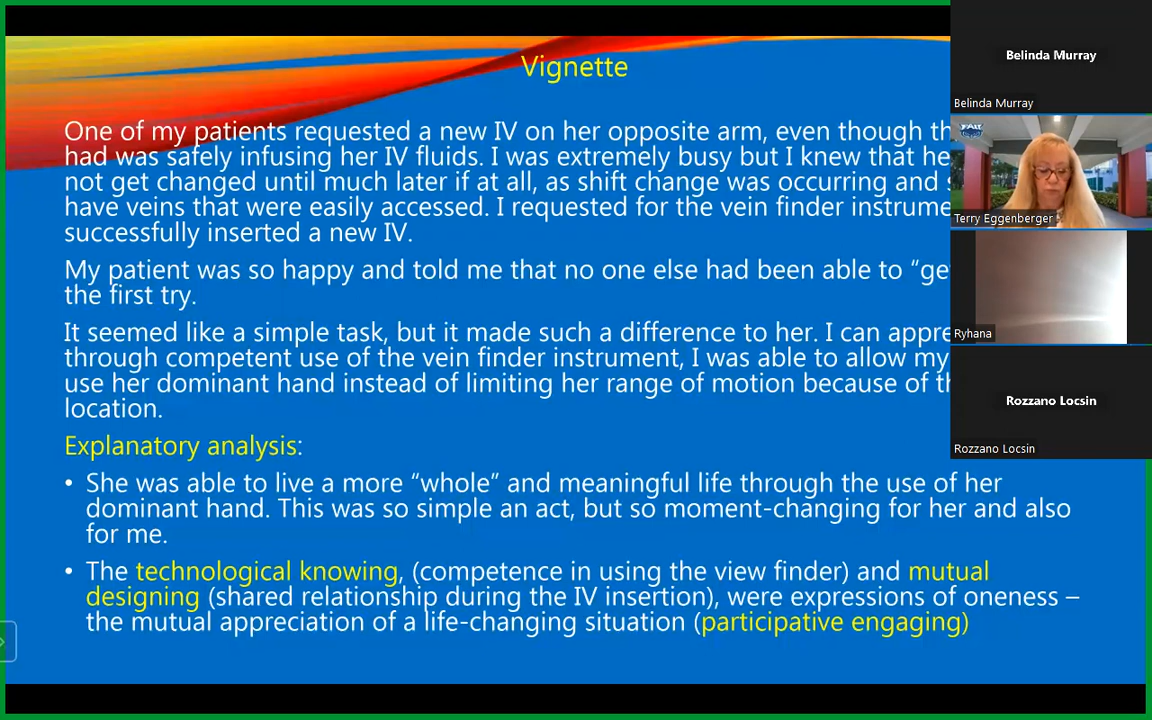 Vignette
One of my patients requested a new IV on her opposite arm, even though
had was safely infusing her IV fluids. I was extremely busy but I knew that
not get changed until much later if at all, as shift change was occurring and
have veins that were easily accessed. I requested for the vein finder
successfully inserted a new IV.
My patient was so happy and told me that no one else had been able to
the first try.
It seemed like a simple task, but it made such a difference to her. I can
through competent use of the vein finder instrument, I was able to allow my
use her dominant hand instead of limiting her range of motion because of
location.
Explanatory analysis:
• She was able to live a more “whole” and meaningful life through the use of her
dominant hand. This was so simple an act, but so moment-changing for her and also
for me.
• The technological knowing, (competence in using the view finder) and mutual
designing (shared relationship during the IV insertion), were expressions of oneness –
the mutual appreciation of a life-changing situation (participative engaging)
Belinda Murray
Belinda Murray
FAU
Terry Eggenberger
Ryhana
Rozzano Locsin
Rozzano Locsin